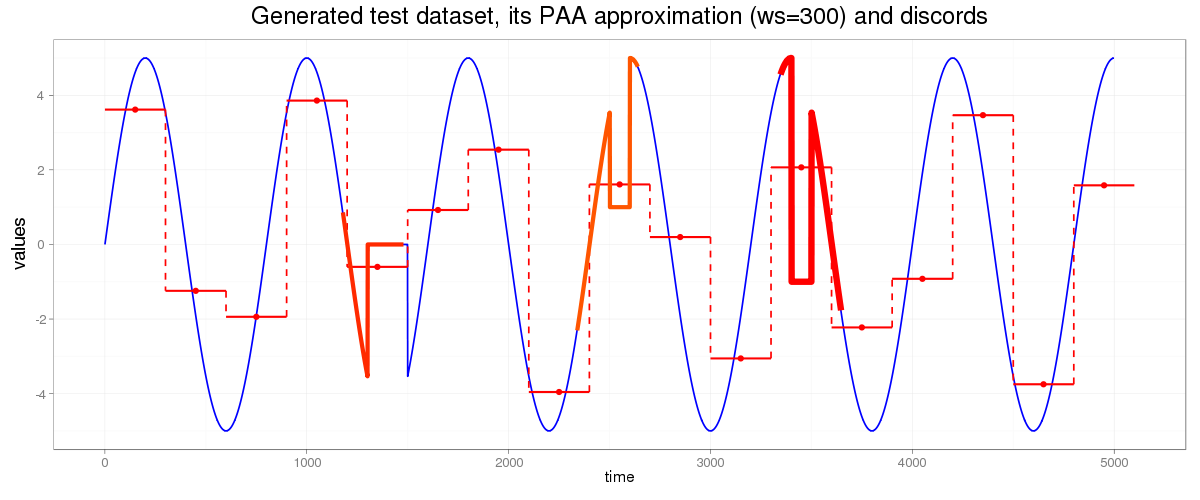 Generated test dataset, its PAA approximation (ws=300) and discords
values
4
2
0
-2
-4
0 1000 2000 3000 4000 5000
time